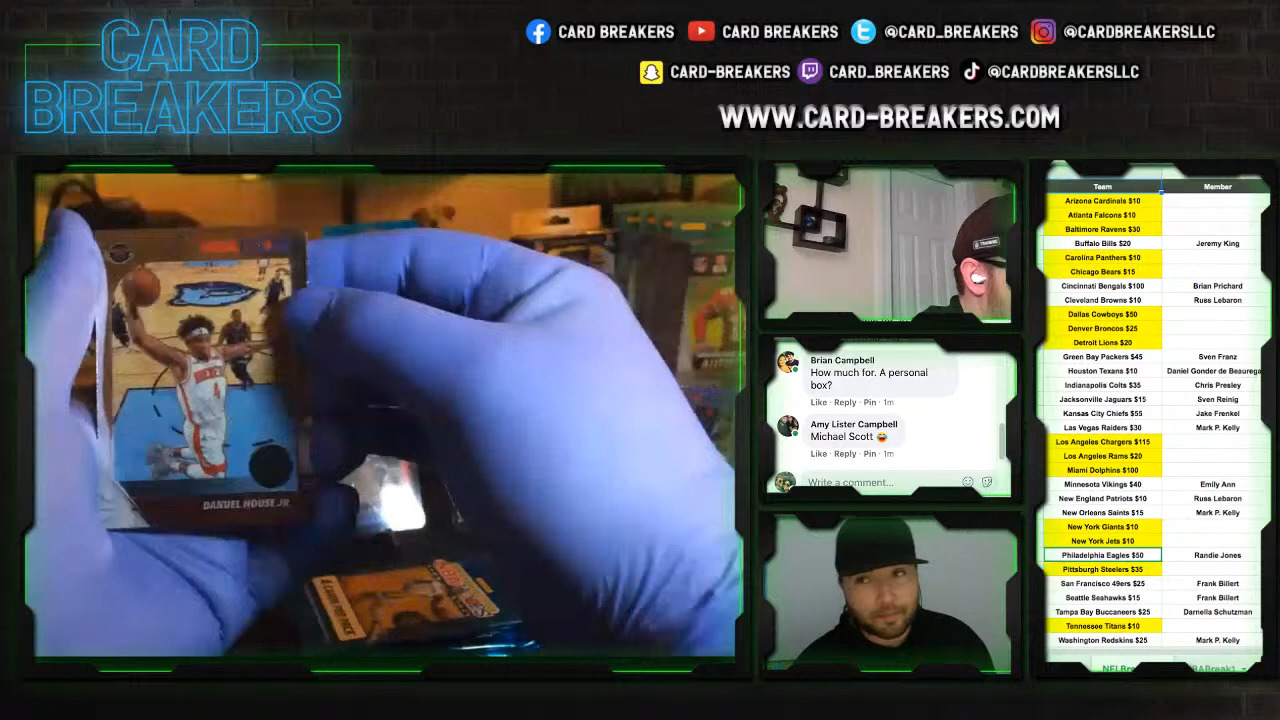 CARD
BREAKERS
CARD BREAKERS CARD BREAKERS @CARD_BREAKERS @CARDBREAKERSLLC
CARD-BREAKERS CARD_BREAKERS @CARDBREAKERSLLC
WWW.CARD-BREAKERS.COM
4
DANUEL HOUSE JR
4 CARDS PER PACK
Brian Campbell
How much for. A personal
box?
Like · Reply · Pin · 1m
Amy Lister Campbell
Michael Scott 😄
Like · Reply · Pin · 1m
Write a comment...
Team Member
Arizona Cardinals $10
Atlanta Falcons $10
Baltimore Ravens $30
Buffalo Bills $20 Jeremy King
Carolina Panthers $10
Chicago Bears $15
Cincinnati Bengals $100 Brian Prichard
Cleveland Browns $10 Russ Lebaron
Dallas Cowboys $50
Denver Broncos $25
Detroit Lions $20
Green Bay Packers $45 Sven Franz
Houston Texans $10 Daniel Gonder de Beaurega
Indianapolis Colts $35 Chris Presley
Jacksonville Jaguars $15 Sven Reinig
Kansas City Chiefs $55 Jake Frenkel
Las Vegas Raiders $30 Mark P. Kelly
Los Angeles Chargers $115
Los Angeles Rams $20
Miami Dolphins $100
Minnesota Vikings $40 Emily Ann
New England Patriots $10 Russ Lebaron
New Orleans Saints $15 Mark P. Kelly
New York Giants $10
New York Jets $10
Philadelphia Eagles $50 Randie Jones
Pittsburgh Steelers $35
San Francisco 49ers $25 Frank Billert
Seattle Seahawks $15 Frank Billert
Tampa Bay Buccaneers $25 Darnella Schutzman
Tennessee Titans $10
Washington Redskins $25 Mark P. Kelly
NFLBre BABreak1